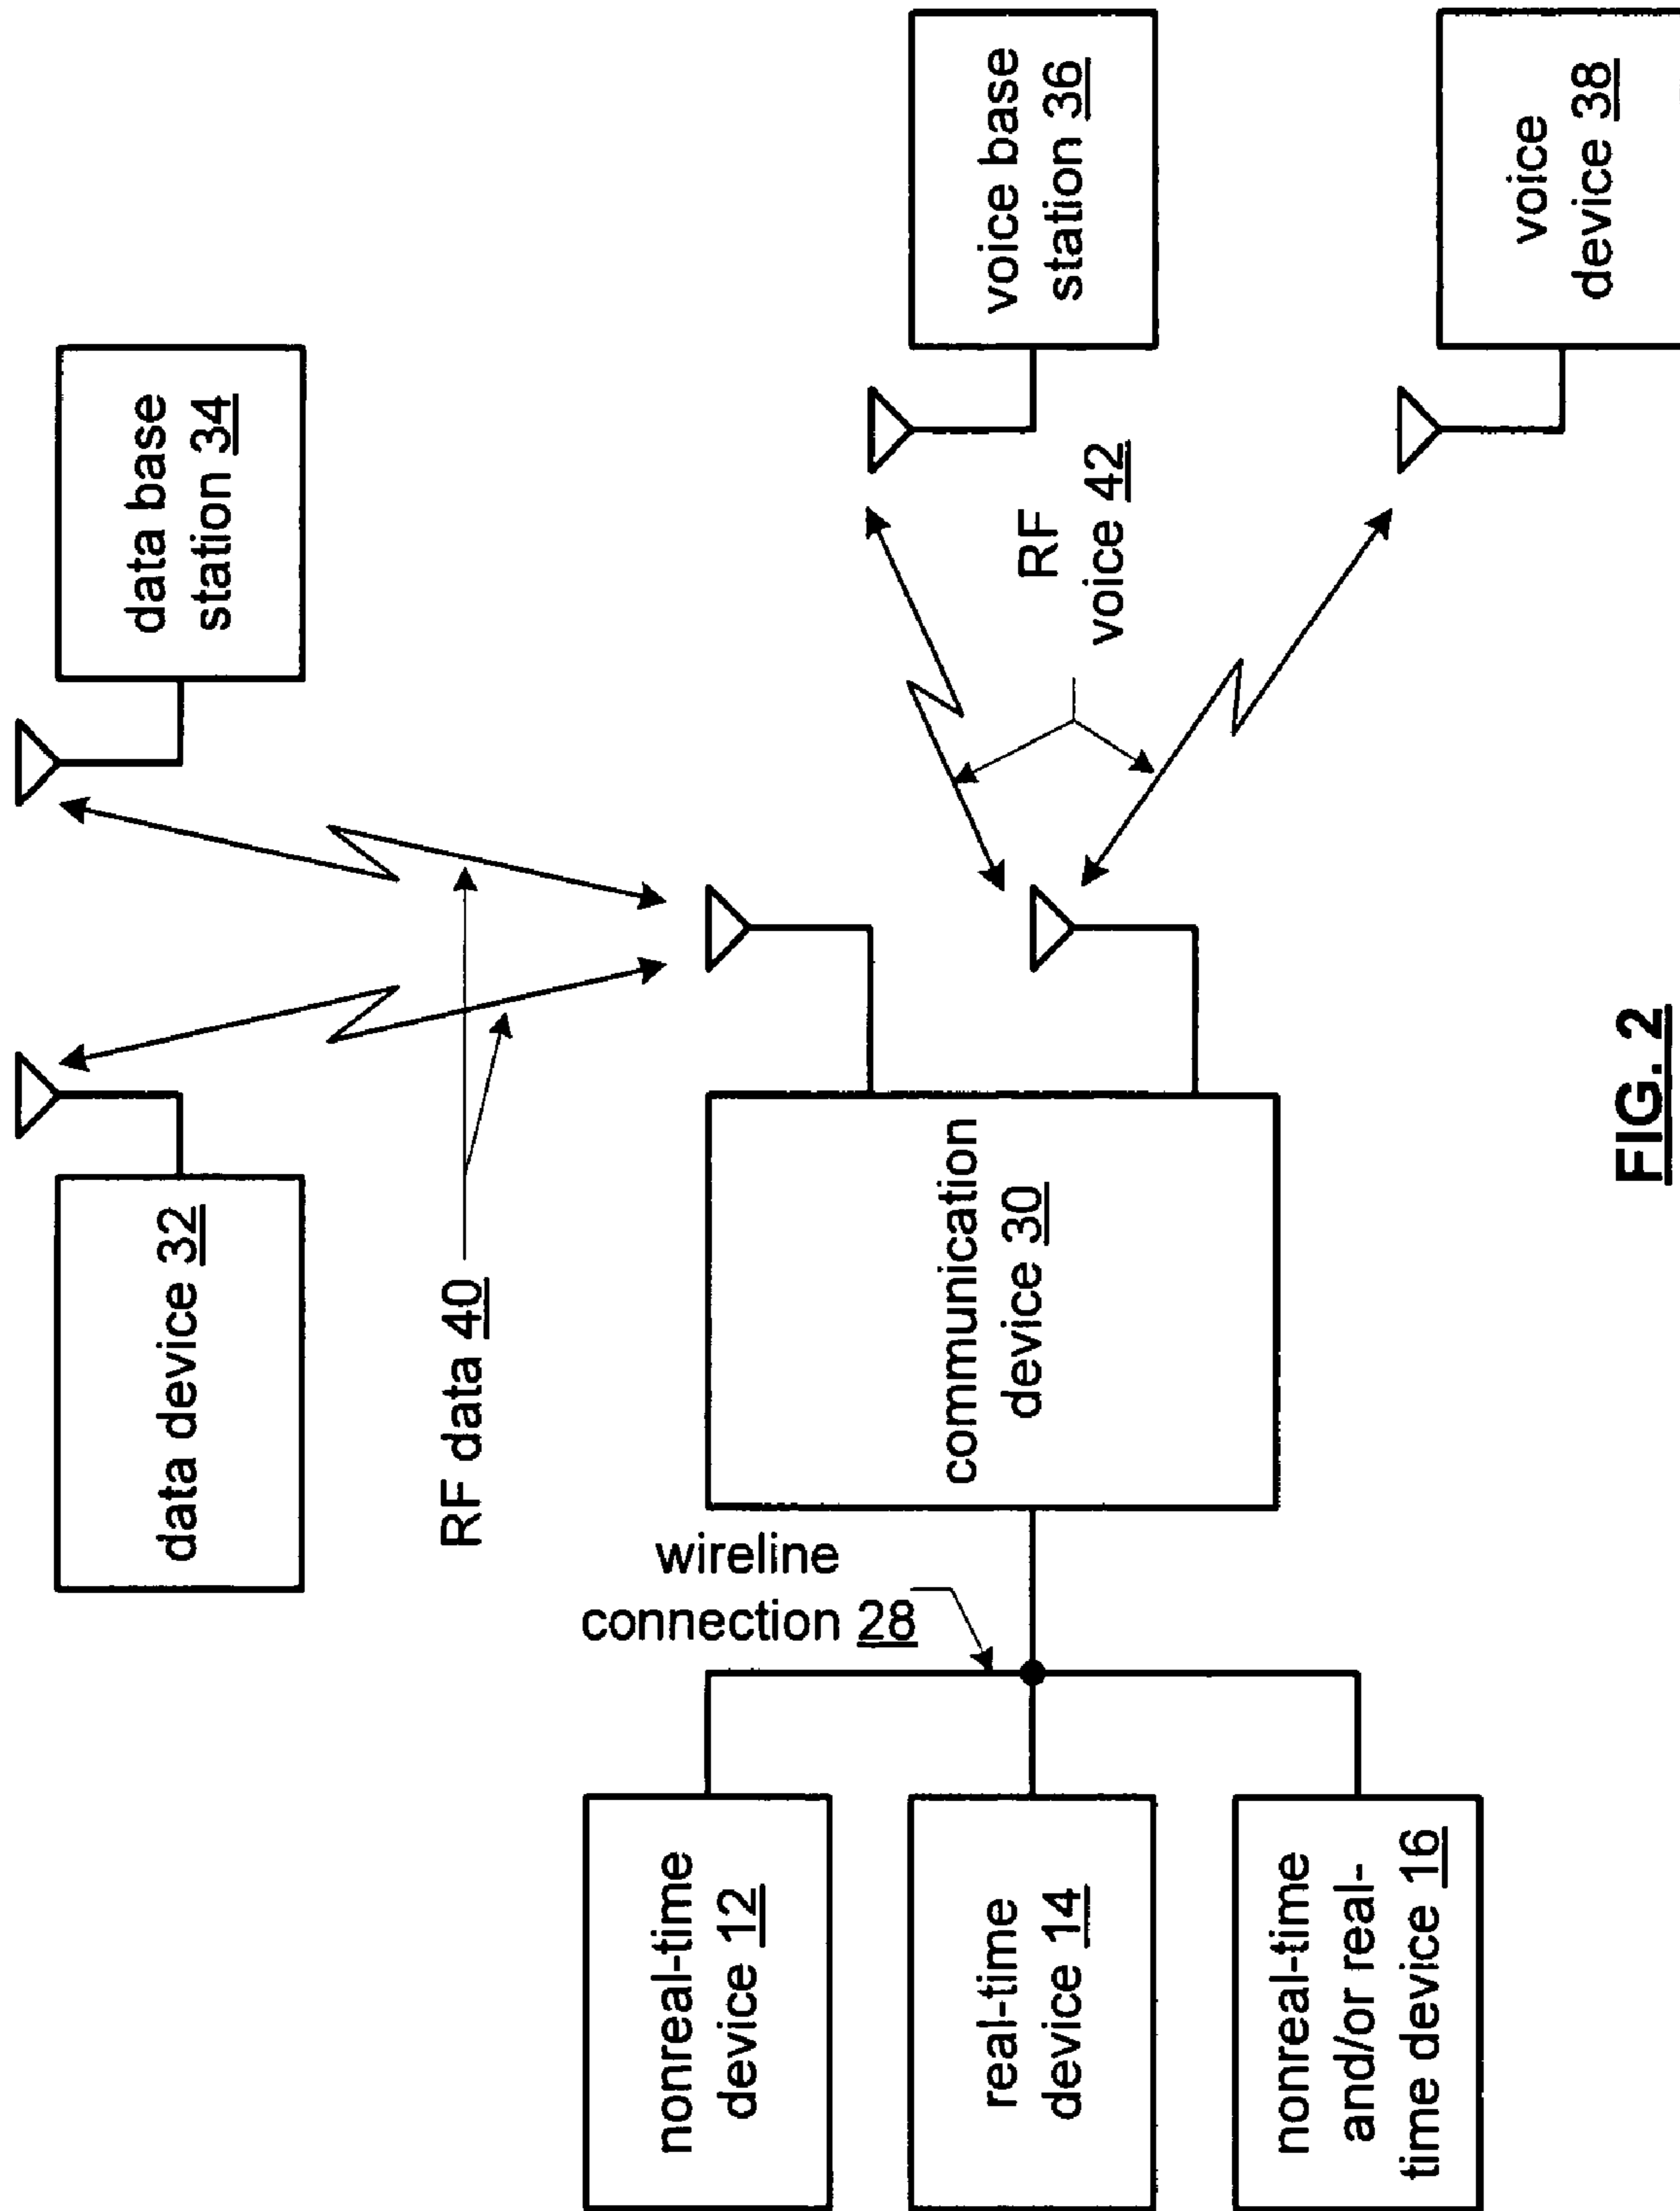 data device 32
data base
station 34
RF data 40
wireline
connection 28
nonreal-time
device 12
real-time
device 14
nonreal-time
and/or real-
time device 16
communication
device 30
RF
voice 42
voice base
station 36
voice
device 38
FIG. 2